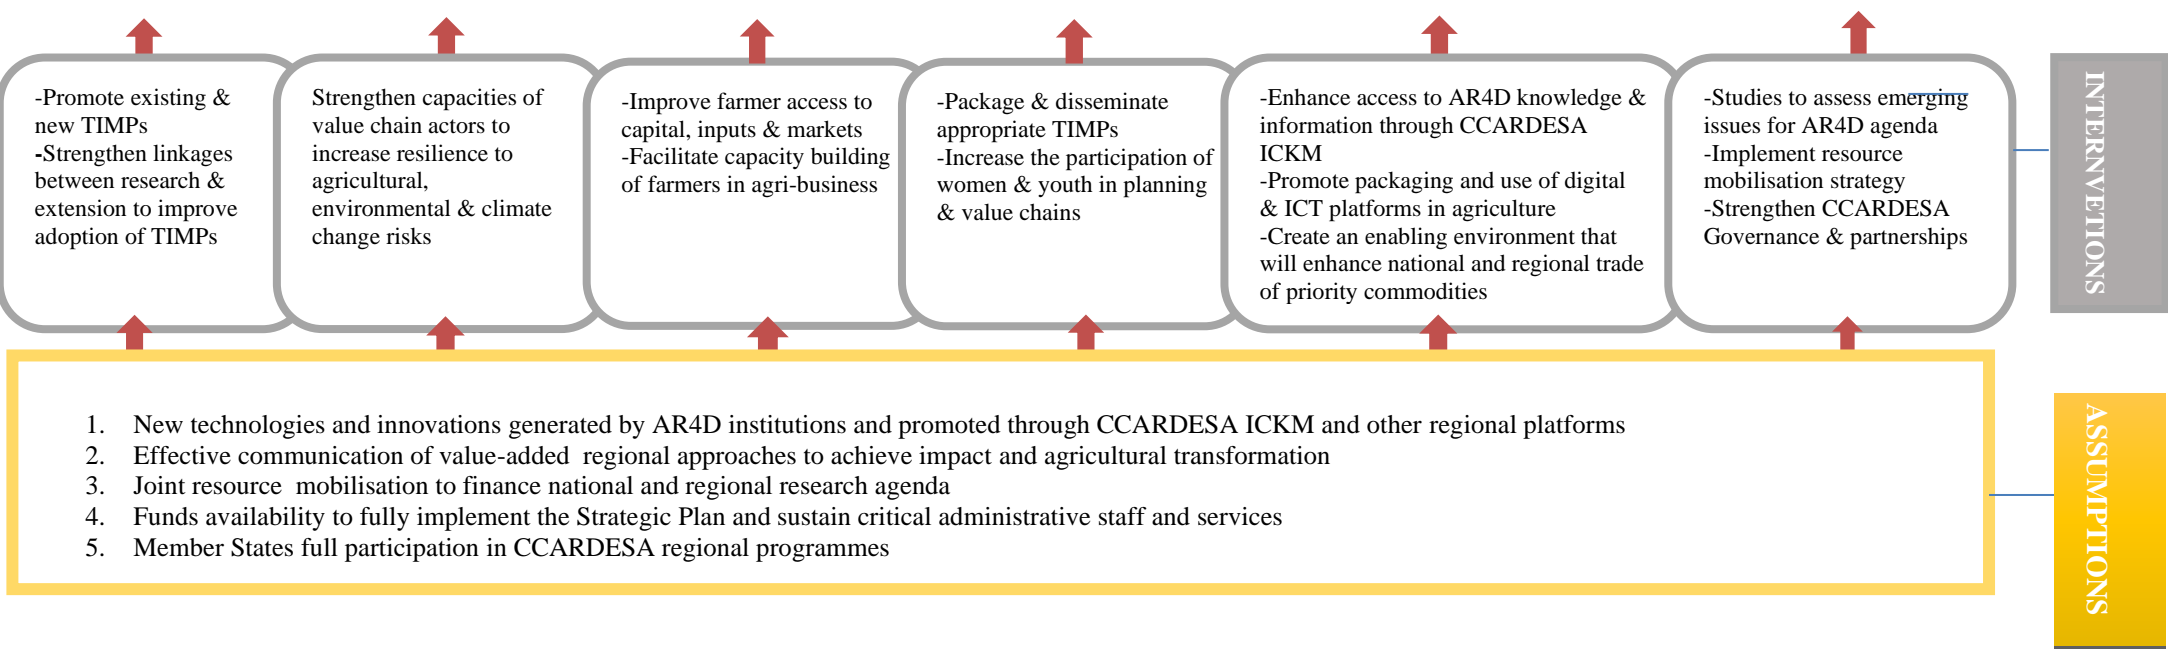 -Promote existing &
new TIMPs
-Strengthen linkages
between research &
extension to improve
adoption of TIMPs
Strengthen capacities of
value chain actors to
increase resilience to
agricultural,
environmental & climate
change risks
-Improve farmer access to
capital, inputs & markets
-Facilitate capacity building
of farmers in agri-business
-Package & disseminate
appropriate TIMPs
-Increase the participation of
women & youth in planning
& value chains
-Enhance access to AR4D knowledge &
information through CCARDESA
ICKM
-Promote packaging and use of digital
& ICT platforms in agriculture
-Create an enabling environment that
will enhance national and regional trade
of priority commodities
-Studies to assess emerging
issues for AR4D agenda
-Implement resource
mobilisation strategy
-Strengthen CCARDESA
Governance & partnerships
INTERNVETIONS
1. New technologies and innovations generated by AR4D institutions and promoted through CCARDESA ICKM and other regional platforms
2. Effective communication of value-added regional approaches to achieve impact and agricultural transformation
3. Joint resource mobilisation to finance national and regional research agenda
4. Funds availability to fully implement the Strategic Plan and sustain critical administrative staff and services
5. Member States full participation in CCARDESA regional programmes
ASSUMPTIONS